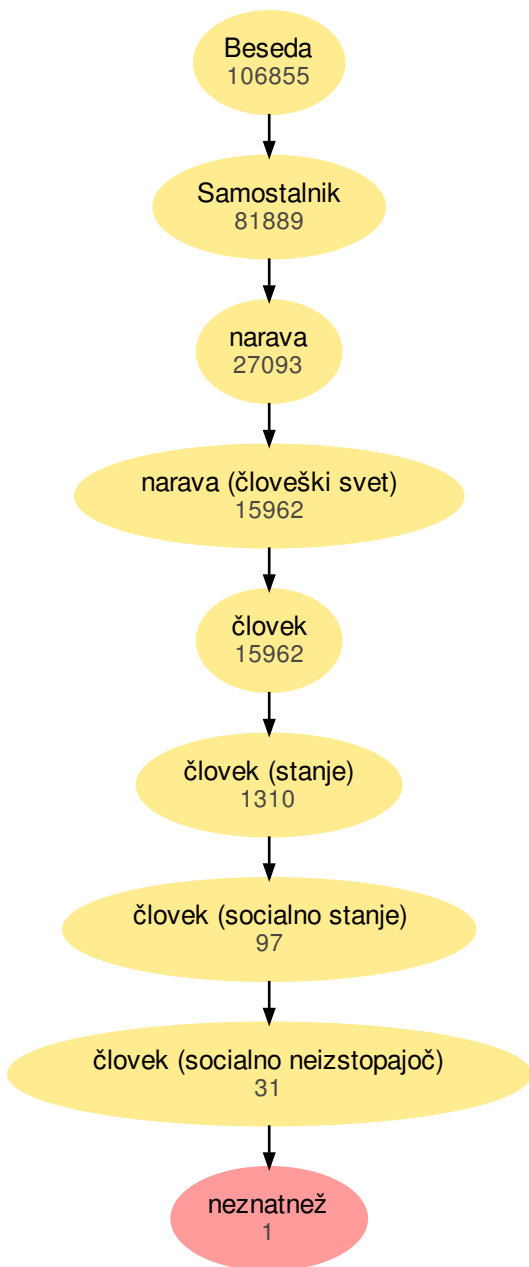 Beseda
106855
Samostalnik
81889
narava
27093
narava (človeški svet)
15962
človek
15962
človek (stanje)
1310
človek (socialno stanje)
97
človek (socialno neizstopajoč)
31
neznatnež
1